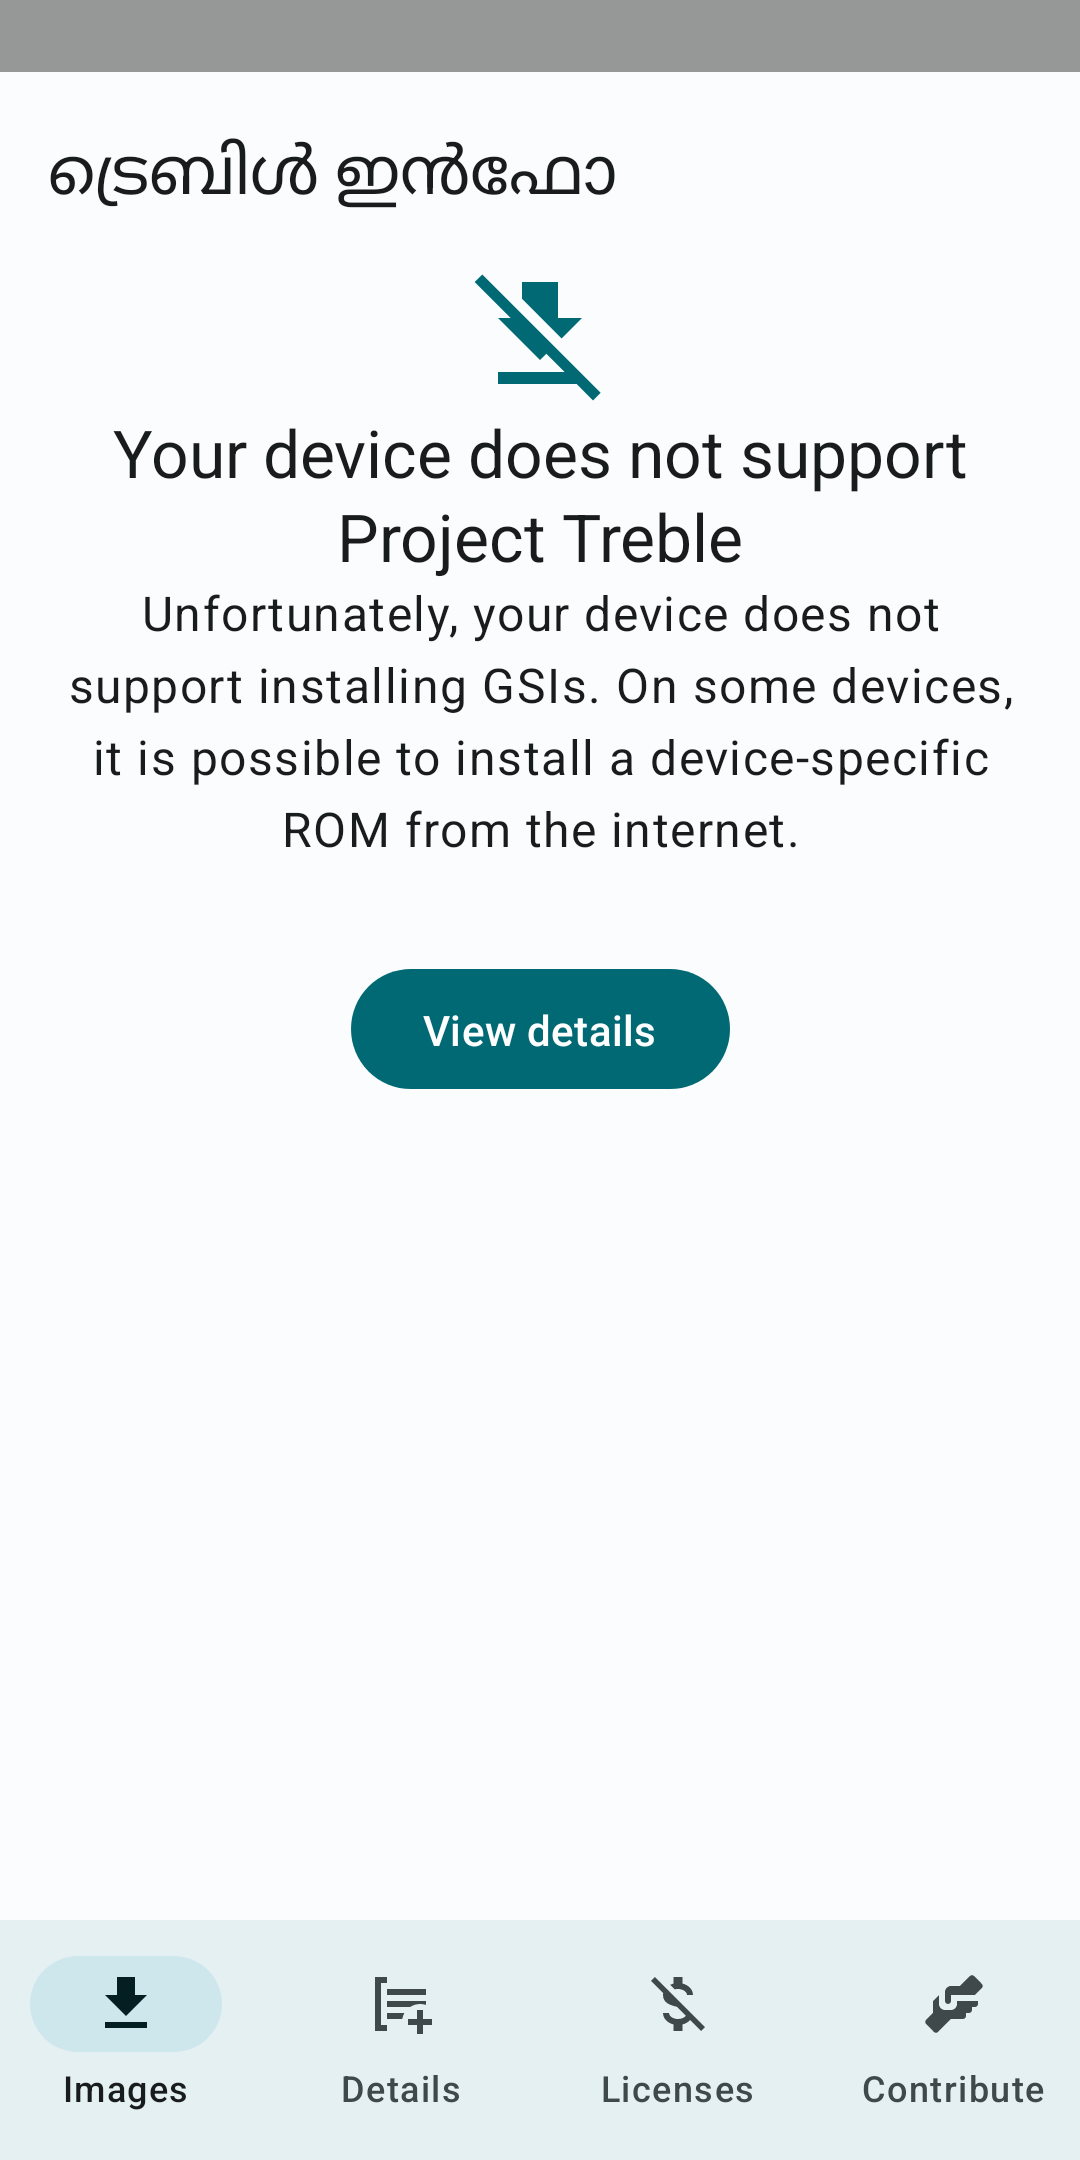 ട്രെബിൾ ഇൻഫോ
Your device does not support
Project Treble
Unfortunately, your device does not
support installing GSIs. On some devices,
it is possible to install a device-specific
ROM from the internet.
View details
Images
Details
Licenses
Contribute